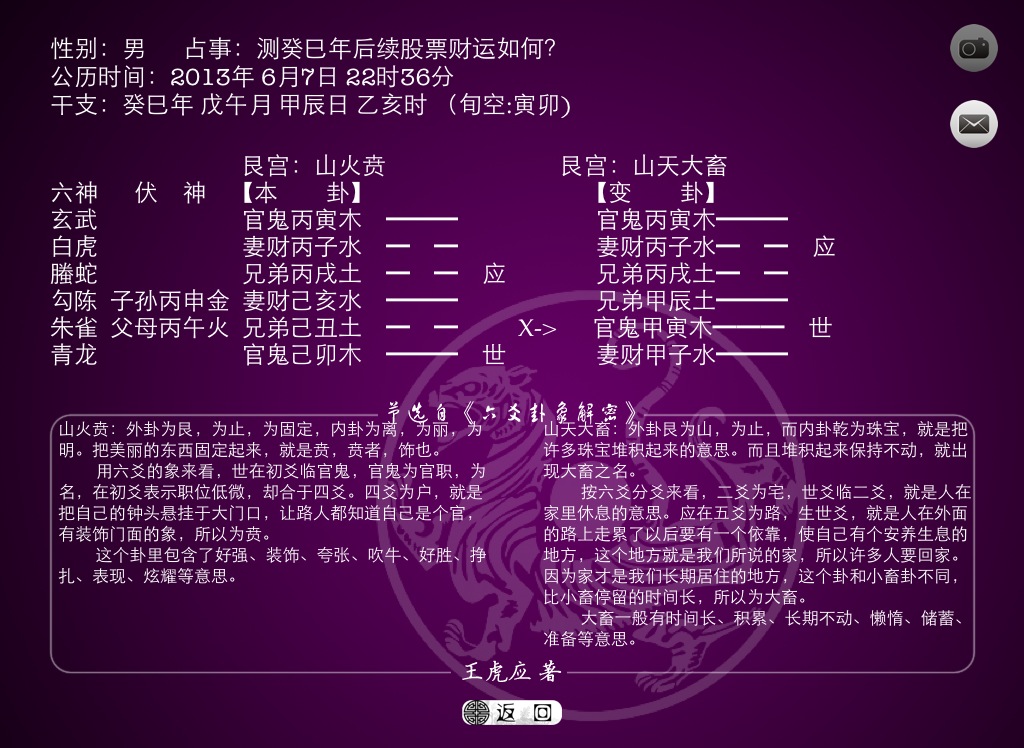 性别：男 占事：测癸巳年后续股票财运如何?
公历时间：2013年 6月7日 22时36分
干支：癸巳年 戊午月 甲辰日 乙亥时 （旬空:寅卯)
艮宫：山火贲 艮宫：山天大畜
六神 伏 神 【本 卦】 【变 卦】
玄武 官鬼丙寅木 官鬼丙寅木
白虎 妻财丙子水 妻财丙子水 应
螣蛇 兄弟丙戌土 应 兄弟丙戌土
勾陈 子孙丙申金 妻财己亥水 兄弟甲辰土
朱雀 父母丙午火 兄弟己丑土 X-> 官鬼甲寅木 世
青龙 官鬼己卯木 世 妻财甲子水
节选自《六爻卦象解密》
山火贲：外卦为艮，为止，为固定，内卦为离，为丽，为
明。把美丽的东西固定起来，就是贲，贲者，饰也。
用六爻的象来看，世在初爻临官鬼，官鬼为官职，为
名，在初爻表示职位低微，却合于四爻。四爻为户，就是
把自己的钟头悬挂于大门口，让路人都知道自己是个官，
有装饰门面的象，所以为贲。
这个卦里包含了好强、装饰、夸张、吹牛、好胜、挣
扎、表现、炫耀等意思。
山天大畜：外卦艮为山，为止，而内卦乾为珠宝，就是把
许多珠宝堆积起来的意思。而且堆积起来保持不动，就出
现大畜之名。
按六爻分爻来看，二爻为宅，世爻临二爻，就是人在
家里休息的意思。应在五爻为路，生世爻，就是人在外面
的路上走累了以后要有一个依靠，使自己有个安养生息的
地方，这个地方就是我们所说的家，所以许多人要回家。
因为家才是我们长期居住的地方，这个卦和小畜卦不同，
比小畜停留的时间长，所以为大畜。
大畜一般有时间长、积累、长期不动、懒惰、储蓄、
准备等意思。
王虎应 著
返 回